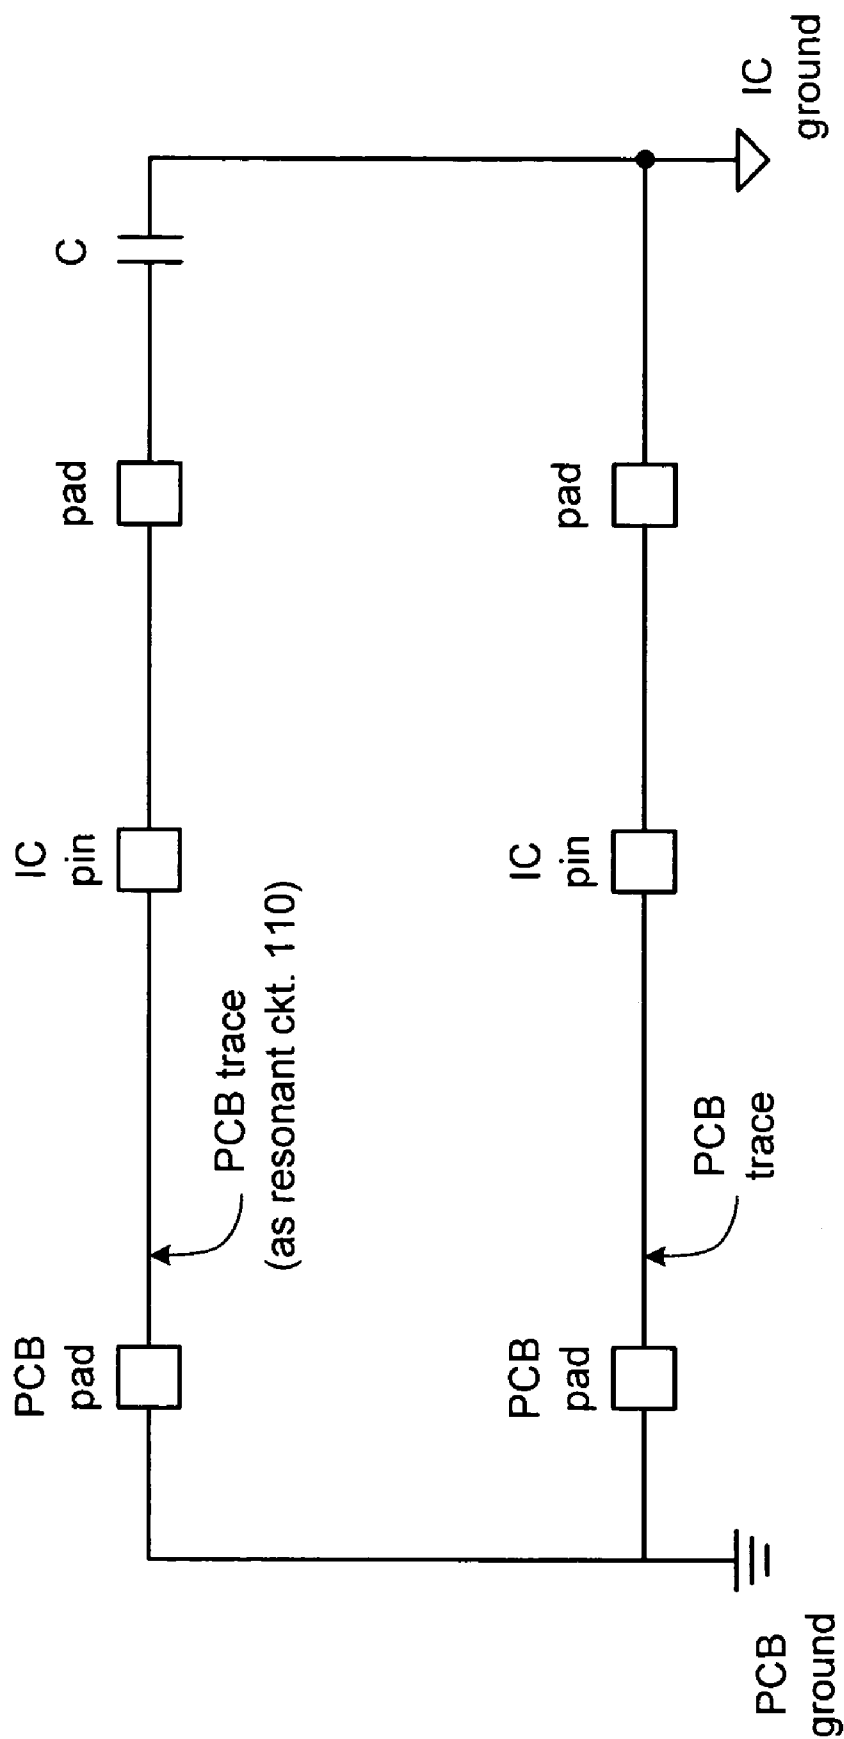 PCB
pad
IC
pin
pad
C
PCB trace
(as resonant ckt. 110)
PCB
pad
IC
pin
pad
PCB
trace
PCB
ground
IC
ground